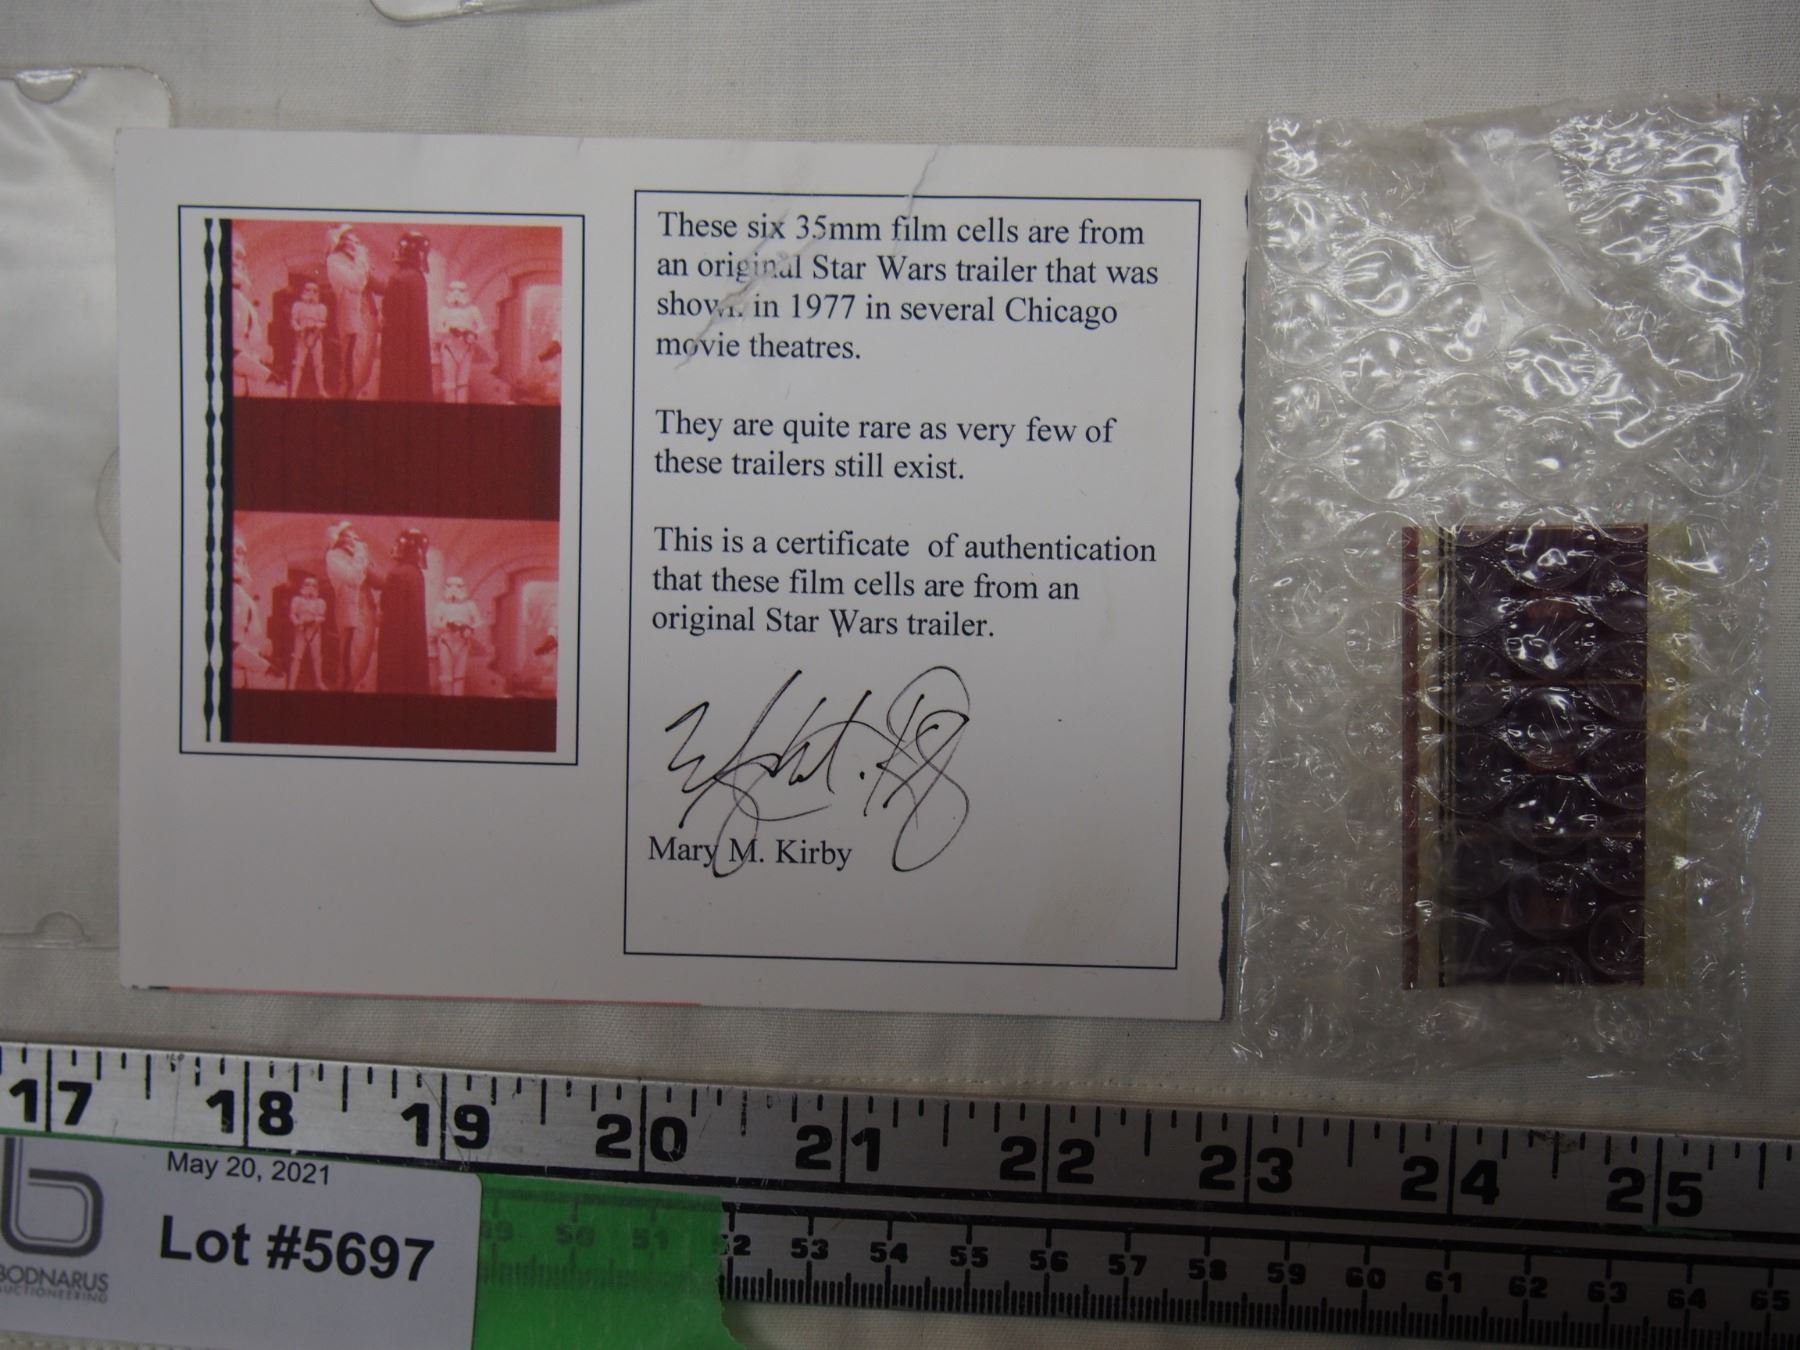 These six 35mm film cells are from
an original Star Wars trailer that was
shown in 1977 in several Chicago
movie theatres.
They are quite rare as very few of
these trailers still exist.
This is a certificate of authentication
that these film cells are from an
original Star Wars trailer.
Mary M. Kirby
17 18 19 20 21 22 23 24 25
May 20, 2021
Lot #5697
BODNARUS
AUCTIONEERING
49 50 51 52 53 54 55 56 57 58 59 60 61 62 63 64 65